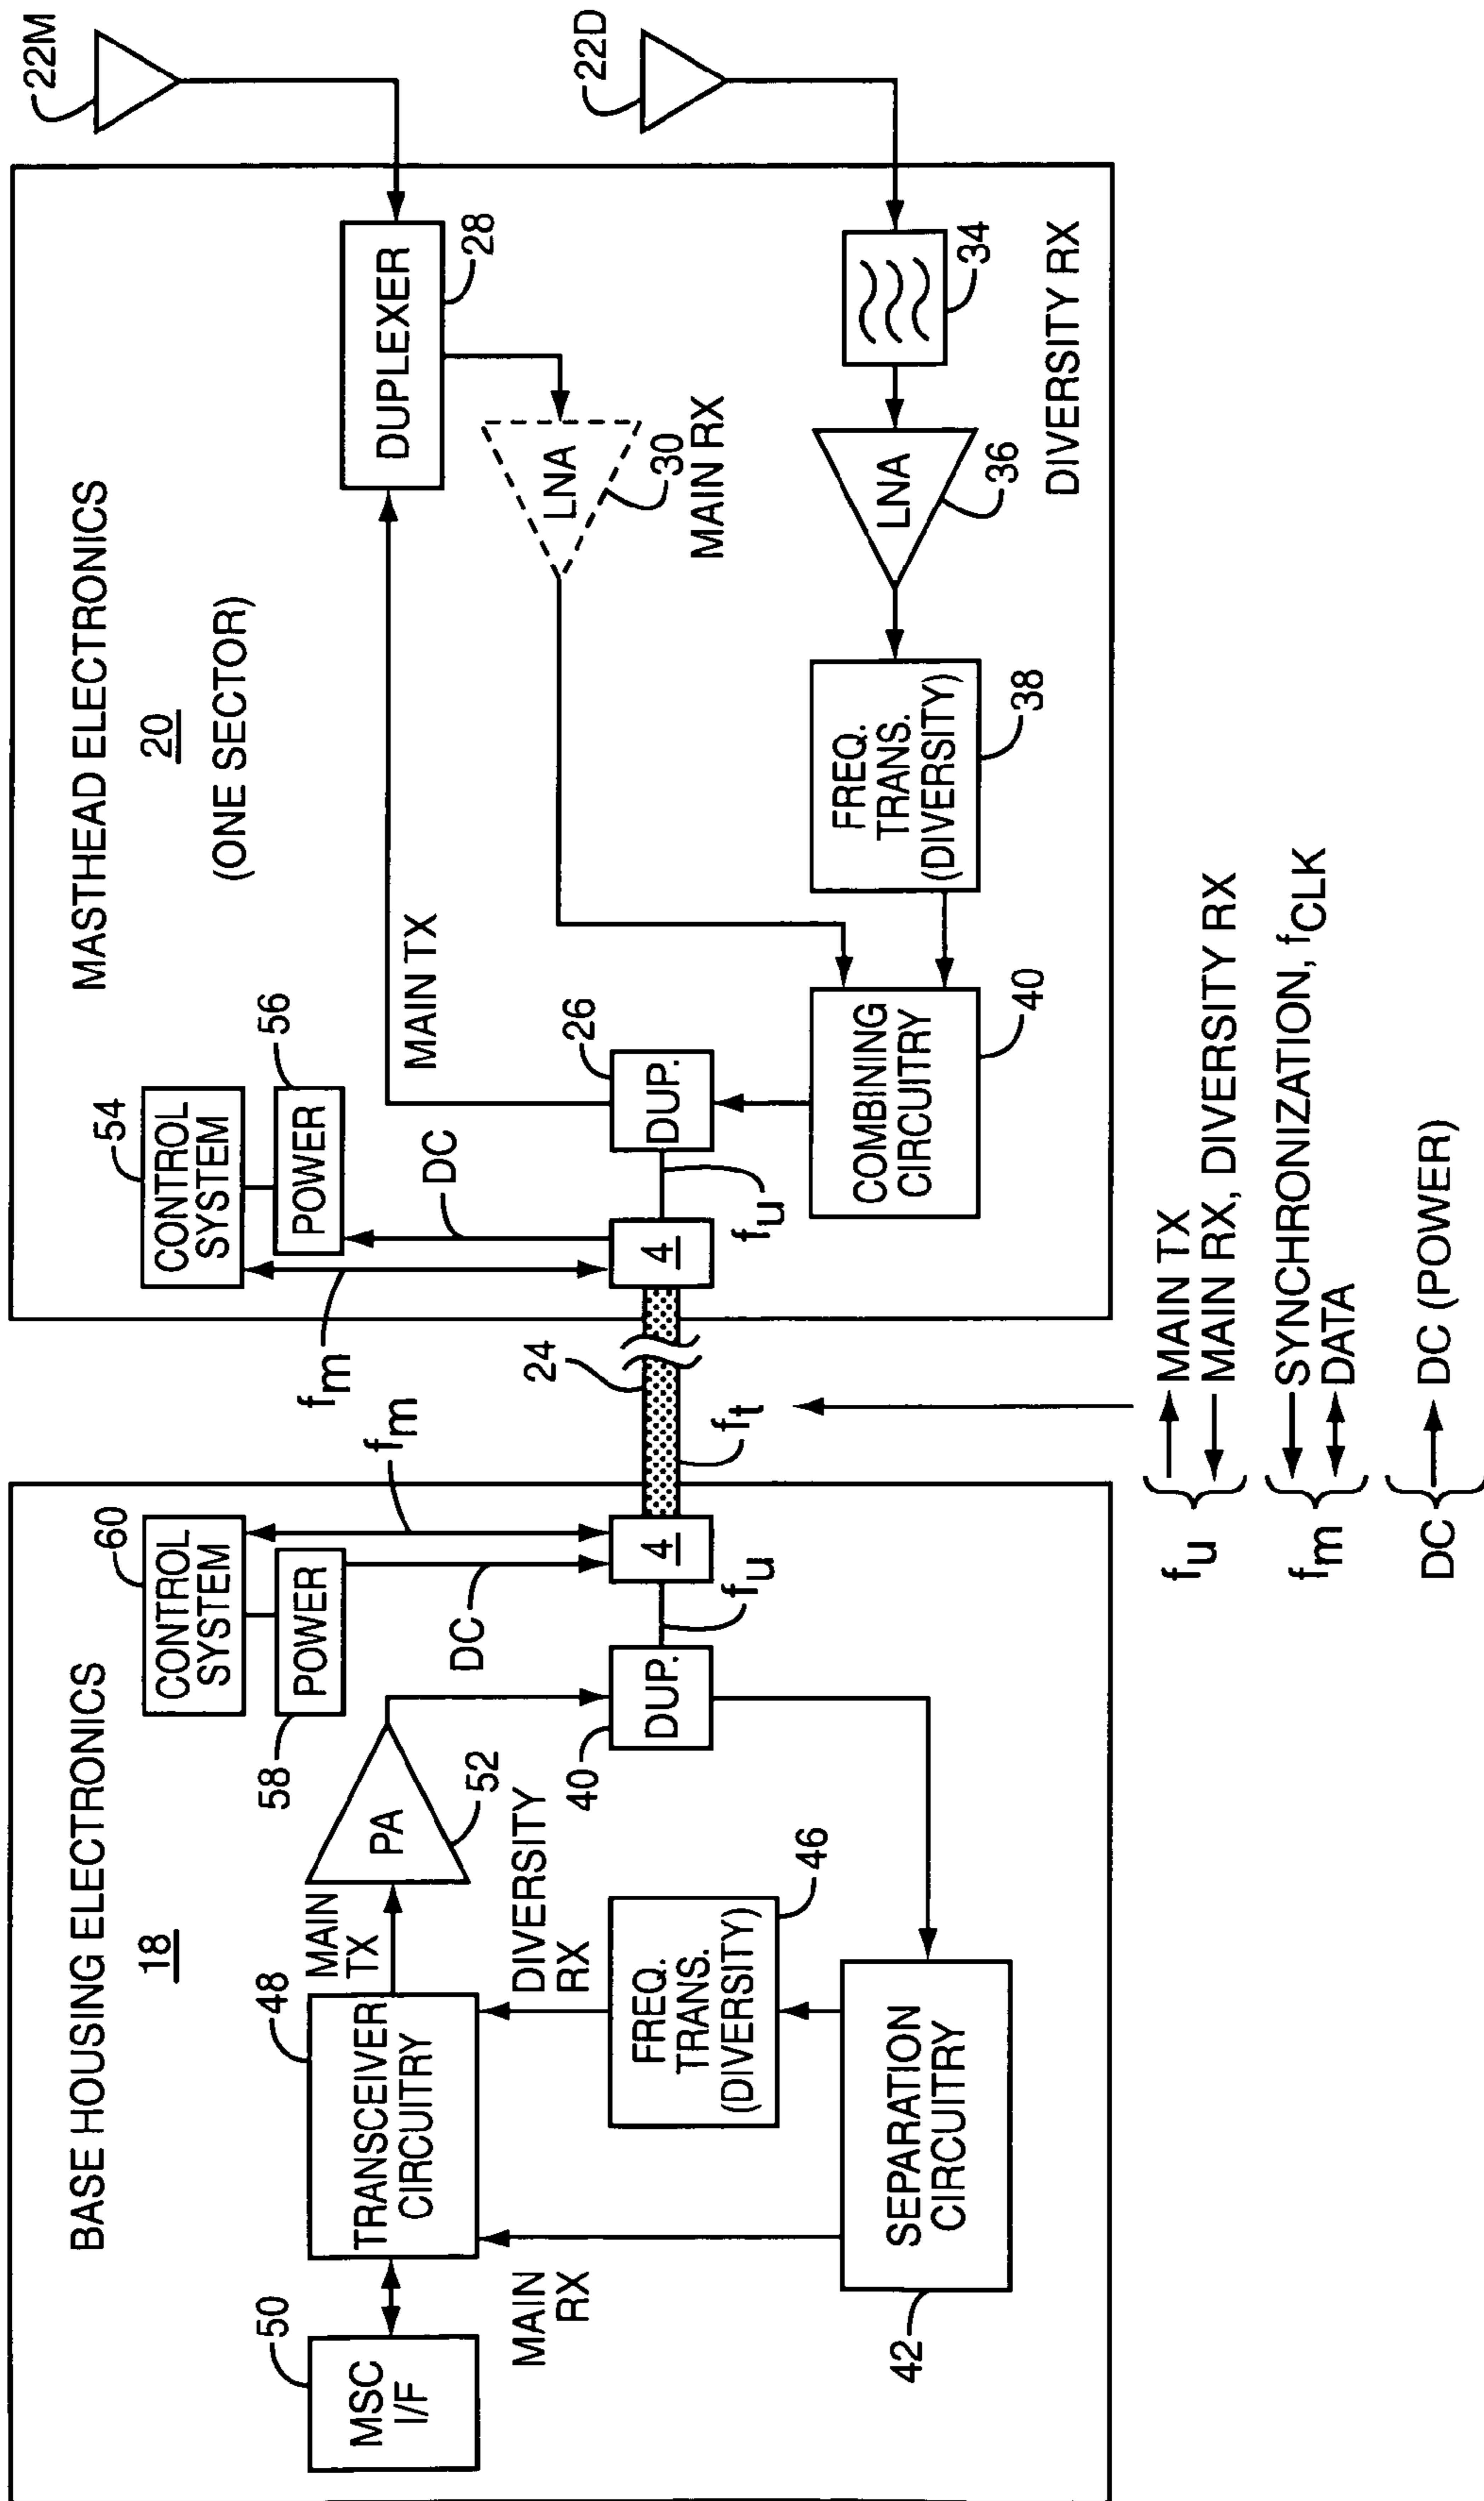 BASE HOUSING ELECTRONICS
18
MSC
I/F
50
TRANSCEIVER
CIRCUITRY
48
MAIN
TX
PA
52
MAIN
RX
DIVERSITY
RX
FREQ.
TRANS.
(DIVERSITY)
46
SEPARATION
CIRCUITRY
42
CONTROL
SYSTEM
60
POWER
58
DC
fm
DUP.
40
fu
4
24
ft
MASTHEAD ELECTRONICS
20
(ONE SECTOR)
CONTROL
SYSTEM
54
POWER
56
fm
DC
4
fu
DUP.
26
MAIN TX
COMBINING
CIRCUITRY
40
FREQ.
TRANS.
(DIVERSITY)
38
LNA
30
MAIN RX
LNA
36
DUPLEXER
28
34
DIVERSITY RX
22M
22D
fu
MAIN TX
MAIN RX, DIVERSITY RX
fm
SYNCHRONIZATION, fCLK
DATA
DC
DC (POWER)